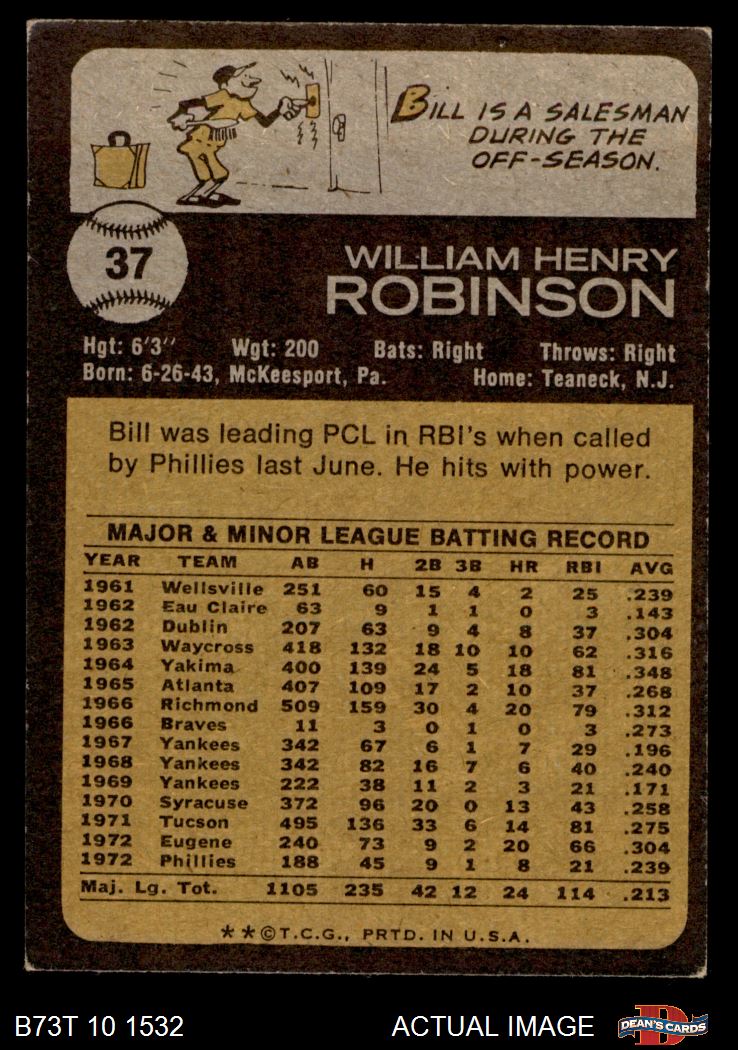 BILL IS A SALESMAN
DURING THE
OFF-SEASON.
37
WILLIAM HENRY
ROBINSON
Hgt: 6'3'' Wgt: 200 Bats: Right Throws: Right
Born: 6-26-43, McKeesport, Pa. Home: Teaneck, N.J.
Bill was leading PCL in RBI's when called
by Phillies last June. He hits with power.
MAJOR & MINOR LEAGUE BATTING RECORD
YEAR TEAM AB H 2B 3B HR RBI AVG
1961 Wellsville 251 60 15 4 2 25 .239
1962 Eau Claire 63 9 1 1 0 3 .143
1962 Dublin 207 63 9 4 8 37 .304
1963 Waycross 418 132 18 10 10 62 .316
1964 Yakima 400 139 24 5 18 81 .348
1965 Atlanta 407 109 17 2 10 37 .268
1966 Richmond 509 159 30 4 20 79 .312
1966 Braves 11 3 0 1 0 3 .273
1967 Yankees 342 67 6 1 7 29 .196
1968 Yankees 342 82 16 7 6 40 .240
1969 Yankees 222 38 11 2 3 21 .171
1970 Syracuse 372 96 20 0 13 43 .258
1971 Tucson 495 136 33 6 14 81 .275
1972 Eugene 240 73 9 2 20 66 .304
1972 Phillies 188 45 9 1 8 21 .239
Maj. Lg. Tot. 1105 235 42 12 24 114 .213
**©T.C.G., PRTD. IN U.S.A.
B73T 10 1532 ACTUAL IMAGE D DEAN'S CARDS